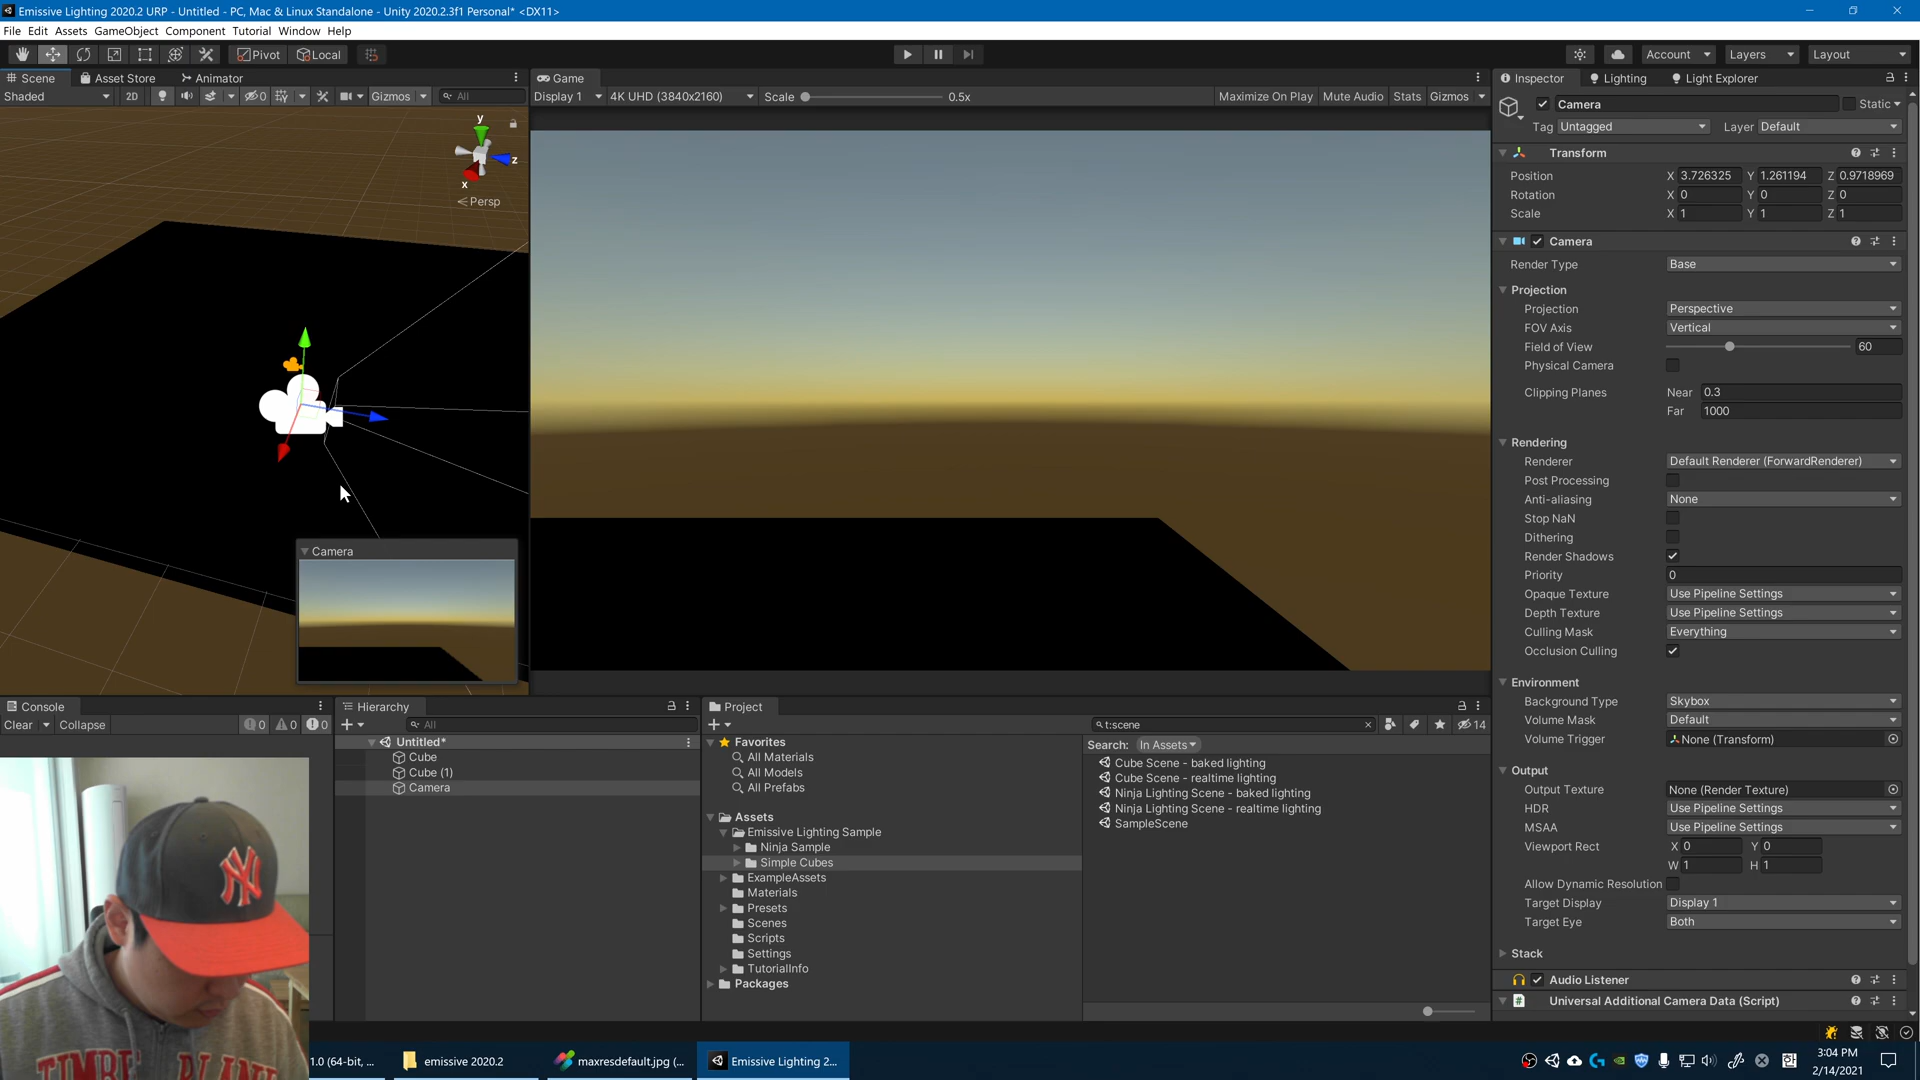 Emissive Lighting 2020.2 URP - Untitled - PC, Mac & Linux Standalone - Unity 2020.2.3f1 Personal* <DX11>
File Edit Assets GameObject Component Tutorial Window Help
Pivot Local Account Layers Layout
Scene Asset Store Animator
Game
Inspector Lighting Light Explorer
Shaded 2D 0 Gizmos All
Display 1 4K UHD (3840x2160) Scale 0.5x Maximize On Play Mute Audio Stats Gizmos
y
z
x
Persp
Camera
Camera Static
Tag Untagged Layer Default
Transform
Position X 3.726325 Y 1.261194 Z 0.9718969
Rotation X 0 Y 0 Z 0
Scale X 1 Y 1 Z 1
Camera
Render Type Base
Projection
Projection Perspective
FOV Axis Vertical
Field of View 60
Physical Camera
Clipping Planes Near 0.3
Far 1000
Rendering
Renderer Default Renderer (ForwardRenderer)
Post Processing
Anti-aliasing None
Stop NaN
Dithering
Render Shadows
Priority 0
Opaque Texture Use Pipeline Settings
Depth Texture Use Pipeline Settings
Culling Mask Everything
Occlusion Culling
Environment
Background Type Skybox
Volume Mask Default
Volume Trigger None (Transform)
Output
Output Texture None (Render Texture)
HDR Use Pipeline Settings
MSAA Use Pipeline Settings
Viewport Rect X 0 Y 0
W 1 H 1
Allow Dynamic Resolution
Target Display Display 1
Target Eye Both
Stack
Audio Listener
Universal Additional Camera Data (Script)
Console
Clear Collapse 0 0 0
Hierarchy
All
Untitled*
Cube
Cube (1)
Camera
Project
t:scene 14
Favorites
All Materials
All Models
All Prefabs
Assets
Emissive Lighting Sample
Ninja Sample
Simple Cubes
ExampleAssets
Materials
Presets
Scenes
Scripts
Settings
TutorialInfo
Packages
Search: In Assets
Cube Scene - baked lighting
Cube Scene - realtime lighting
Ninja Lighting Scene - baked lighting
Ninja Lighting Scene - realtime lighting
SampleScene
NY
1.0 (64-bit, ... emissive 2020.2 maxresdefault.jpg (... Emissive Lighting 2...
한
3:04 PM
2/14/2021